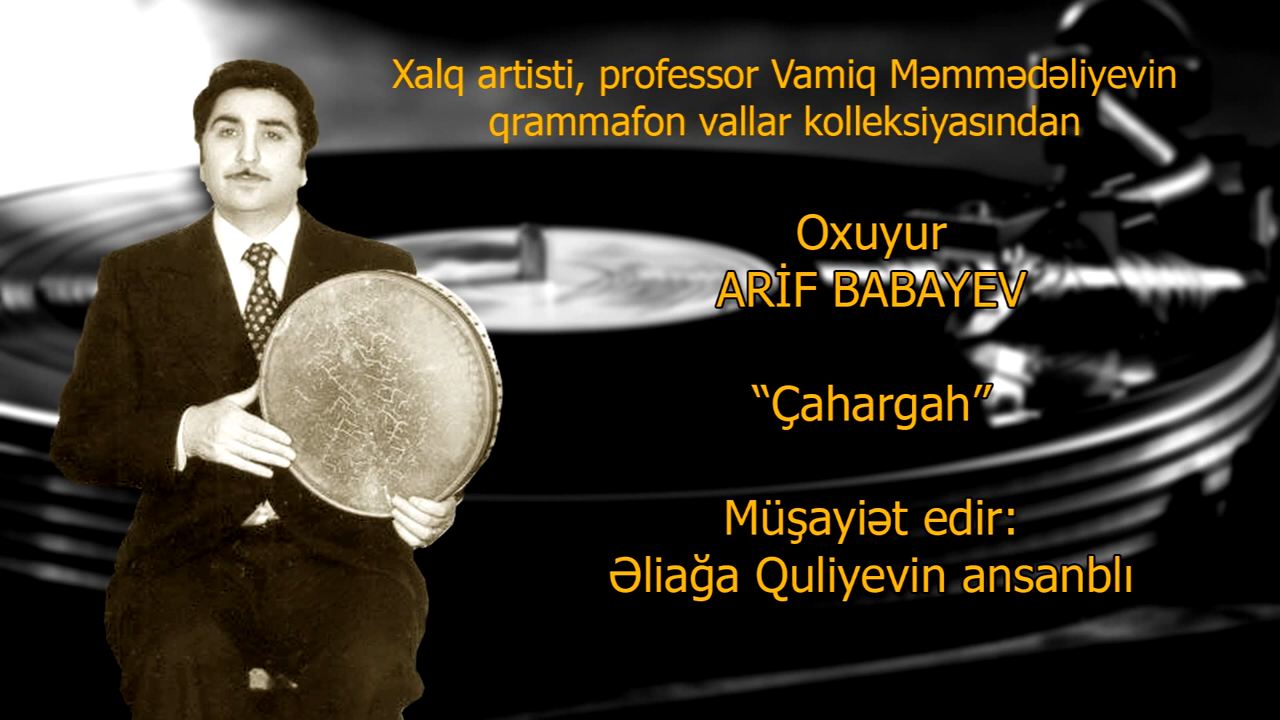 Xalq artisti, professor Vamiq Məmmədəliyevin
qrammafon vallar kolleksiyasından
Oxuyur
ARİF BABAYEV
“Çahargah”
Müşayiət edir:
Əliağa Quliyevin ansanblı